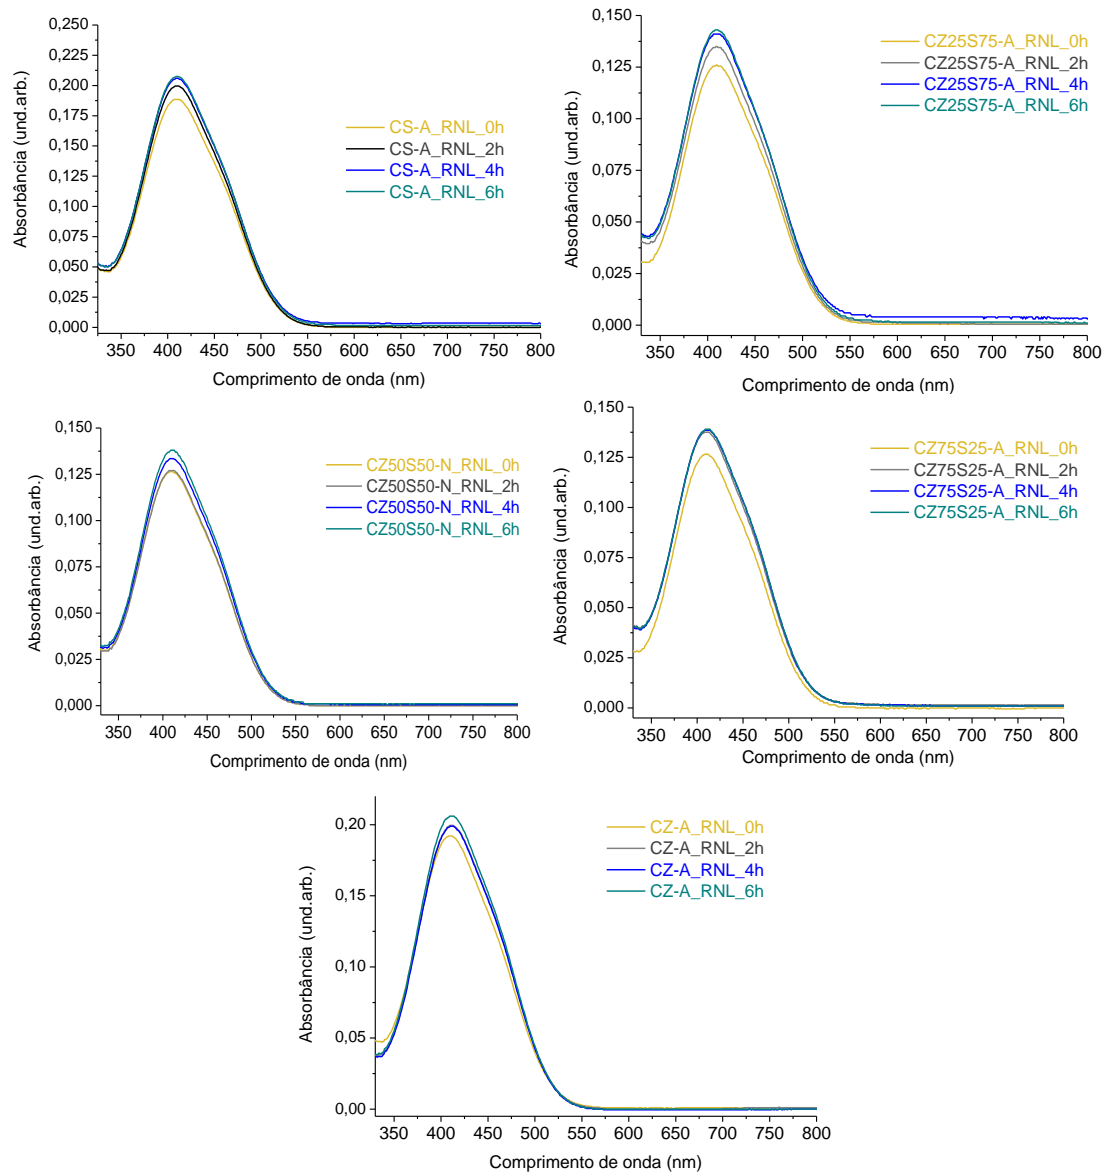 0,250
0,225
0,200
0,175
0,150
0,125
0,100
0,075
0,050
0,025
0,000
Absorbância (und.arb.)
CS-A_RNL_0h
CS-A_RNL_2h
CS-A_RNL_4h
CS-A_RNL_6h
350 400 450 500 550 600 650 700 750 800
Comprimento de onda (nm)
0,150
0,125
0,100
0,075
0,050
0,025
0,000
Absorbância (und.arb.)
CZ25S75-A_RNL_0h
CZ25S75-A_RNL_2h
CZ25S75-A_RNL_4h
CZ25S75-A_RNL_6h
350 400 450 500 550 600 650 700 750 800
Comprimento de onda (nm)
0,150
0,125
0,100
0,075
0,050
0,025
0,000
Absorbância (und.arb.)
CZ50S50-N_RNL_0h
CZ50S50-N_RNL_2h
CZ50S50-N_RNL_4h
CZ50S50-N_RNL_6h
350 400 450 500 550 600 650 700 750 800
Comprimento de onda (nm)
0,150
0,125
0,100
0,075
0,050
0,025
0,000
Absorbância (und.arb.)
CZ75S25-A_RNL_0h
CZ75S25-A_RNL_2h
CZ75S25-A_RNL_4h
CZ75S25-A_RNL_6h
350 400 450 500 550 600 650 700 750 800
Comprimento de onda (nm)
0,20
0,15
0,10
0,05
0,00
Absorbância (und.arb.)
CZ-A_RNL_0h
CZ-A_RNL_2h
CZ-A_RNL_4h
CZ-A_RNL_6h
350 400 450 500 550 600 650 700 750 800
Comprimento de onda (nm)